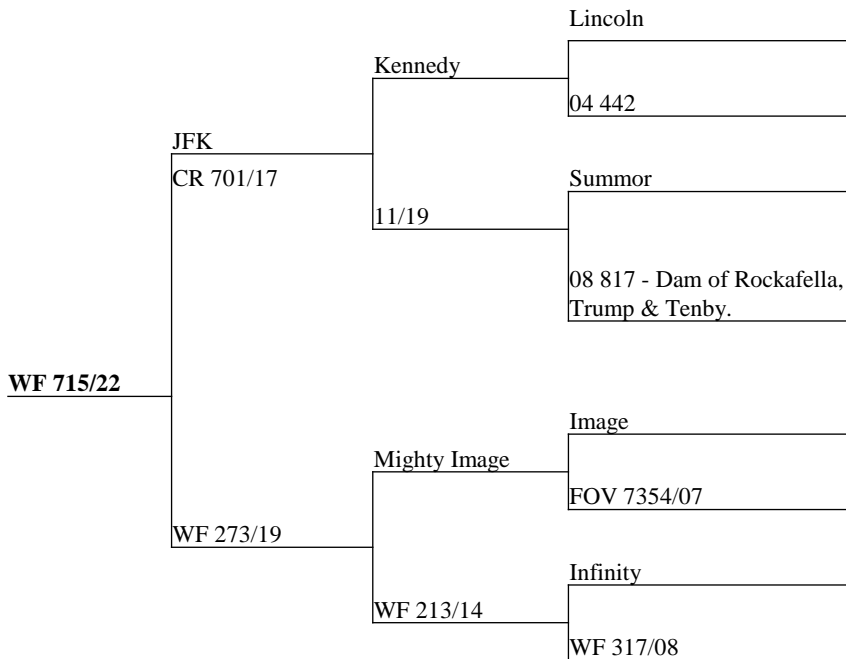 Lincoln
Kennedy
04 442
JFK
CR 701/17
Summor
11/19
08 817 - Dam of Rockafella,
Trump & Tenby.
WF 715/22
Image
Mighty Image
FOV 7354/07
WF 273/19
Infinity
WF 213/14
WF 317/08